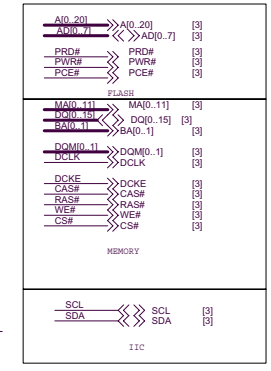 A[0..20] A[0..20] [3]
AD[0..7] AD[0..7] [3]
PRD# PRD# [3]
PWR# PWR# [3]
PCE# PCE# [3]
FLASH
MA[0..11] MA[0..11] [3]
DQ[0..15] DQ[0..15] [3]
BA[0..1] BA[0..1] [3]
DQM[0..1] DQM[0..1] [3]
DCLK DCLK [3]
DCKE DCKE [3]
CAS# CAS# [3]
RAS# RAS# [3]
WE# WE# [3]
CS# CS# [3]
MEMORY
SCL SCL [3]
SDA SDA [3]
IIC